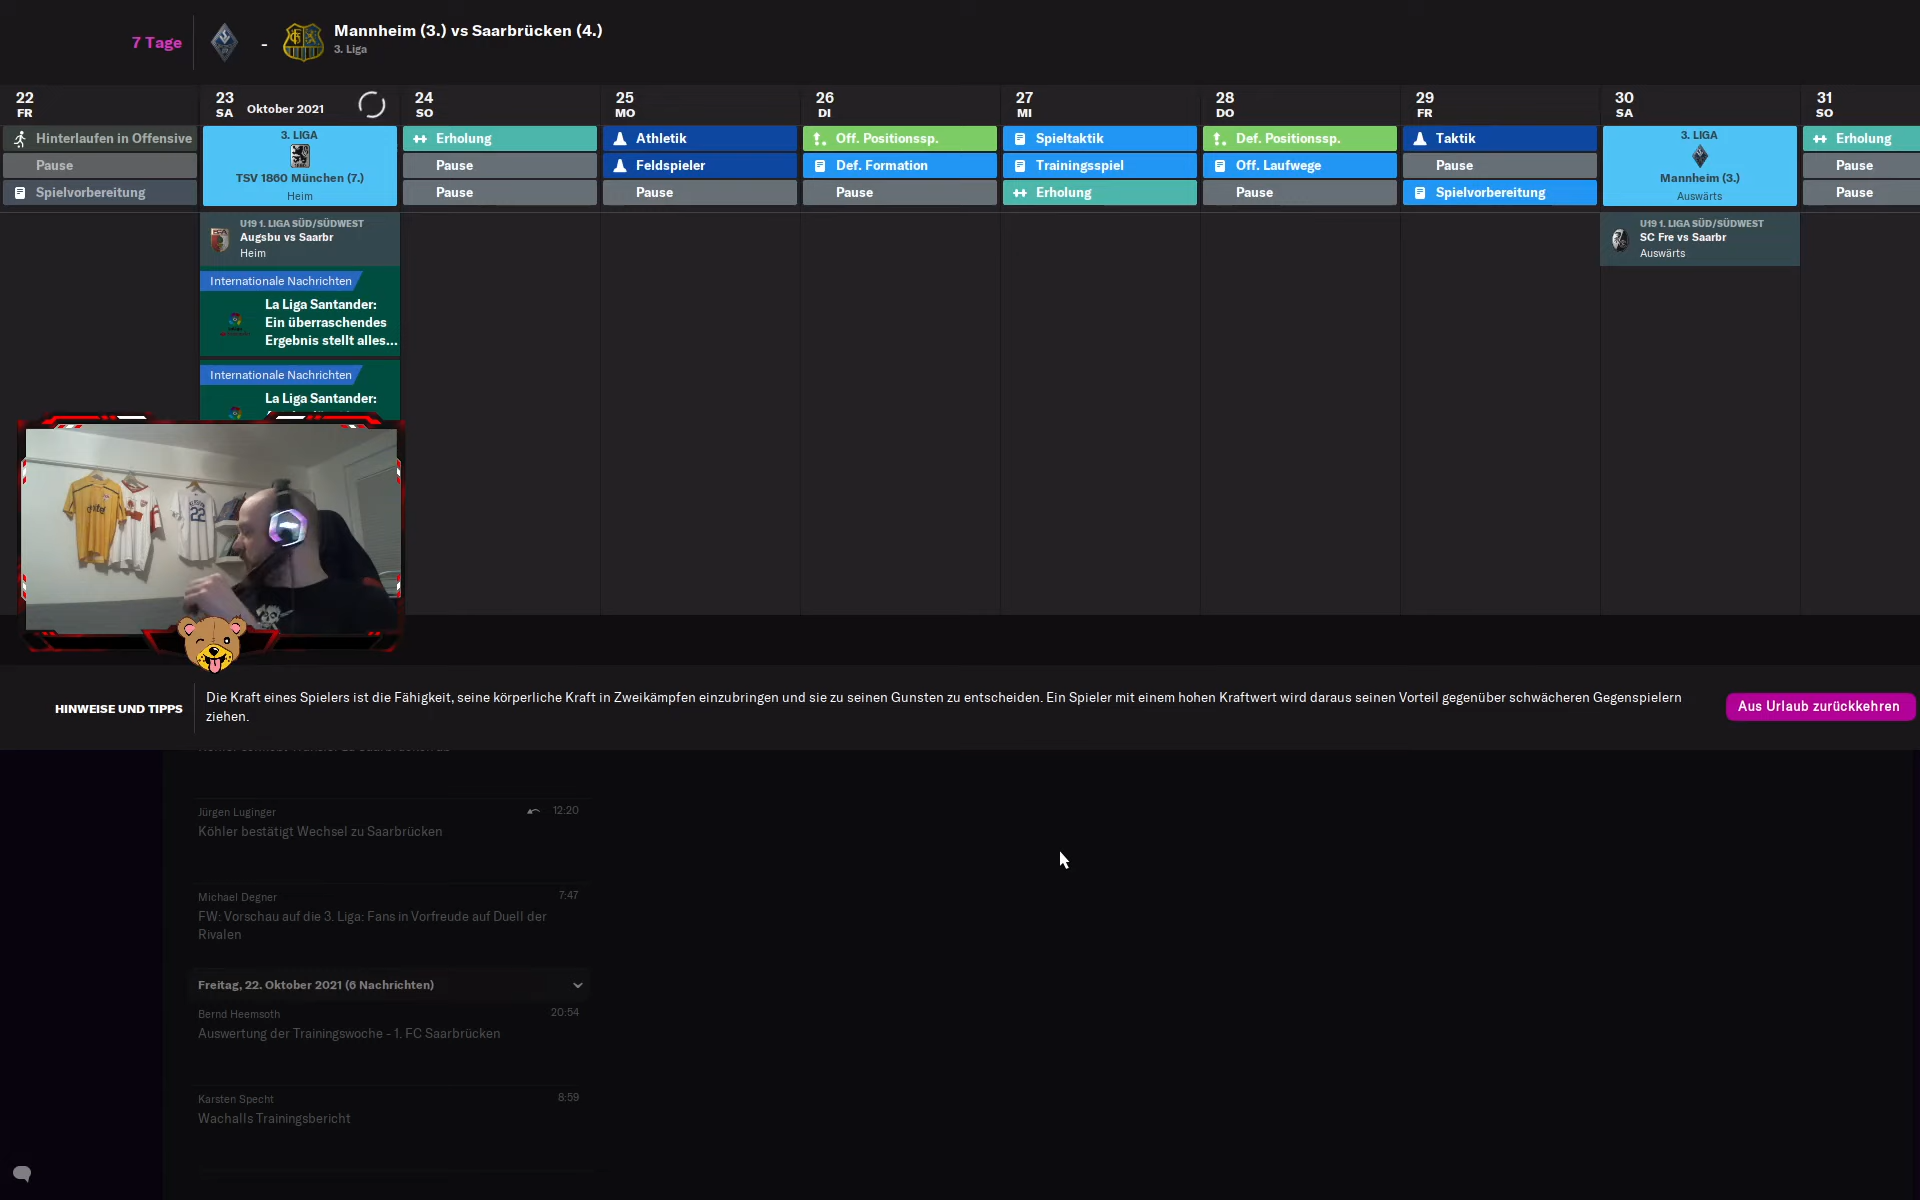 7 Tage
-
Mannheim (3.) vs Saarbrücken (4.)
3. Liga
22
FR
23
SA
Oktober 2021
24
SO
25
MO
26
DI
27
MI
28
DO
29
FR
30
SA
31
SO
Hinterlaufen in Offensive
Pause
Spielvorbereitung
3. LIGA
TSV 1860 München (7.)
Heim
Erholung
Pause
Pause
Athletik
Feldspieler
Pause
Off. Positionssp.
Def. Formation
Pause
Spieltaktik
Trainingsspiel
Erholung
Def. Positionssp.
Off. Laufwege
Pause
Taktik
Pause
Spielvorbereitung
3. LIGA
Mannheim (3.)
Auswärts
Erholung
Pause
Pause
U19 1. LIGA SÜD/SÜDWEST
Augsbu vs Saarbr
Heim
U19 1. LIGA SÜD/SÜDWEST
SC Fre vs Saarbr
Auswärts
Internationale Nachrichten
La Liga Santander:
Ein überraschendes
Ergebnis stellt alles...
Internationale Nachrichten
La Liga Santander:
22
HINWEISE UND TIPPS
Die Kraft eines Spielers ist die Fähigkeit, seine körperliche Kraft in Zweikämpfen einzubringen und sie zu seinen Gunsten zu entscheiden. Ein Spieler mit einem hohen Kraftwert wird daraus seinen Vorteil gegenüber schwächeren Gegenspielern
ziehen.
Aus Urlaub zurückkehren
Jürgen Luginger
12:20
Köhler bestätigt Wechsel zu Saarbrücken
Michael Degner
7:47
FW: Vorschau auf die 3. Liga: Fans in Vorfreude auf Duell der
Rivalen
Freitag, 22. Oktober 2021 (6 Nachrichten)
Bernd Heemsoth
20:54
Auswertung der Trainingswoche - 1. FC Saarbrücken
Karsten Specht
8:59
Wachalls Trainingsbericht